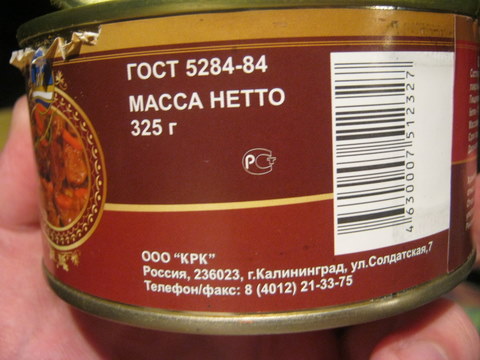 ГОСТ 5284-84
МАССА НЕТТО
325 г
РС
4630007512327
ООО "КРК"
Россия, 236023, г.Калининград, ул.Солдатская,7
Телефон/факс: 8 (4012) 21-33-75